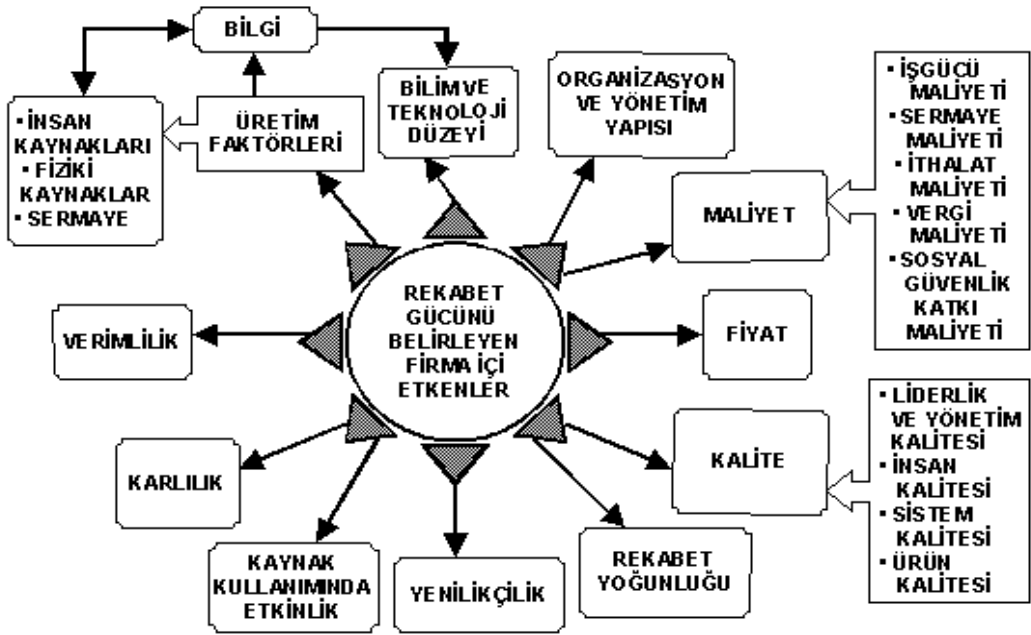 BİLGİ
▪ İNSAN
KAYNAKLARI
▪ FİZİKİ
KAYNAKLAR
▪ SERMAYE
ÜRETİM
FAKTÖRLERİ
BİLİM VE
TEKNOLOJİ
DÜZEYİ
ORGANİZASYON
VE YÖNETİM
YAPISI
MALİYET
▪ İŞGÜCÜ
MALİYETİ
▪ SERMAYE
MALİYETİ
▪ İTHALAT
MALİYETİ
▪ VERGİ
MALİYETİ
▪ SOSYAL
GÜVENLİK
KATKI
MALİYETİ
REKABET
GÜCÜNÜ
BELİRLEYEN
FİRMA İÇİ
ETKENLER
VERİMLİLİK
FİYAT
KARLILIK
KALİTE
▪ LİDERLİK
VE YÖNETİM
KALİTESİ
▪ İNSAN
KALİTESİ
▪ SİSTEM
KALİTESİ
▪ ÜRÜN
KALİTESİ
KAYNAK
KULLANIMINDA
ETKİNLİK
YENİLİKÇİLİK
REKABET
YOĞUNLUĞU